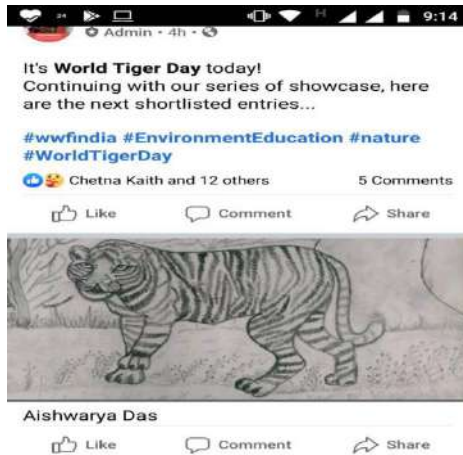 24 H 9:14
Admin · 4h ·
It's World Tiger Day today!
Continuing with our series of showcase, here
are the next shortlisted entries...
#wwfindia #EnvironmentEducation #nature
#WorldTigerDay
Chetna Kaith and 12 others 5 Comments
Like Comment Share
Aishwarya Das
Like Comment Share